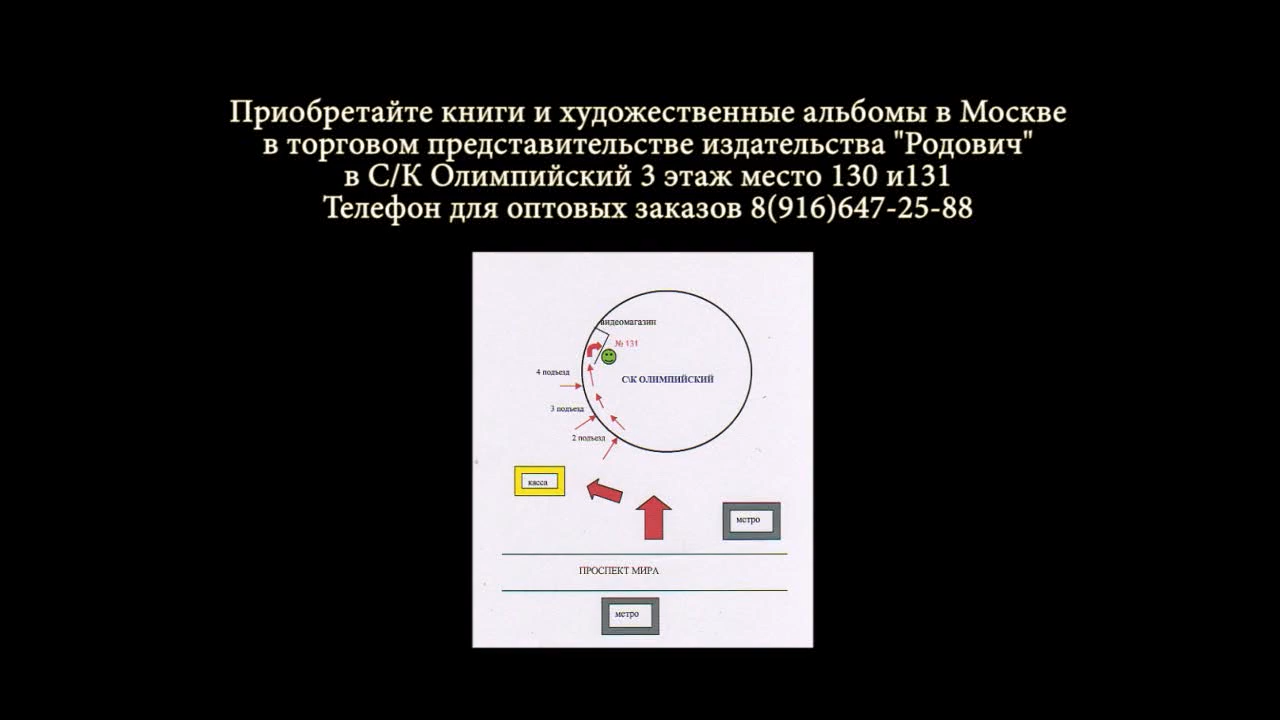 Приобретайте книги и художественные альбомы в Москве
в торговом представительстве издательства "Родович"
в С/К Олимпийский 3 этаж место 130 и131
Телефон для оптовых заказов 8(916)647-25-88
видеомагазин
№ 131
4 подъезд
С\К ОЛИМПИЙСКИЙ
3 подъезд
2 подъезд
касса
метро
ПРОСПЕКТ МИРА
метро